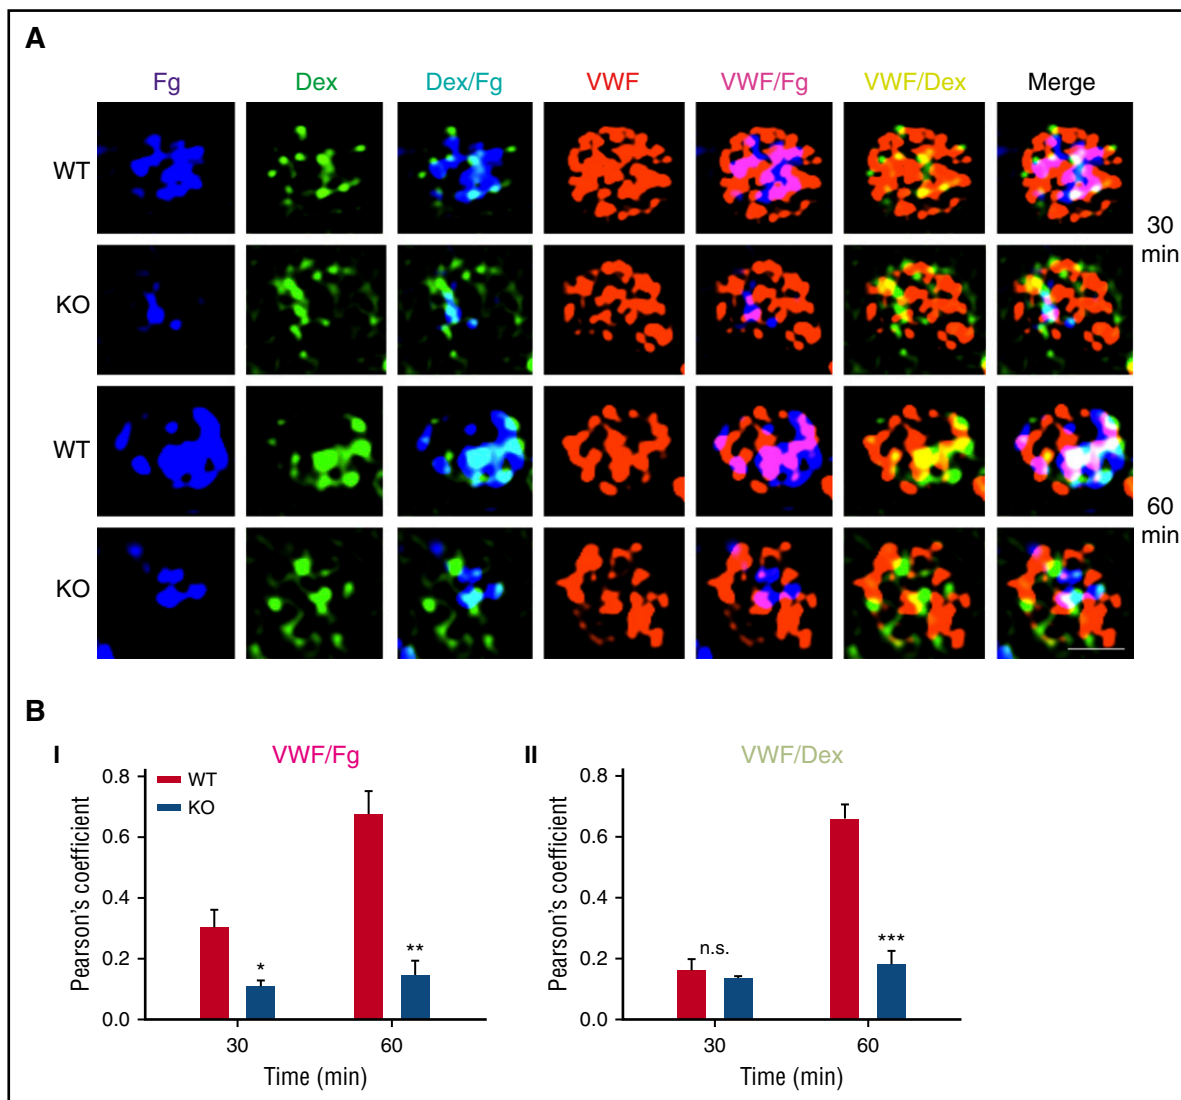 A
Fg Dex Dex/Fg VWF VWF/Fg VWF/Dex Merge
WT
30
min
KO
WT
60
min
KO
B
I VWF/Fg
WT
KO
Pearson's coefficient
0.8
0.6
0.4
0.2
0.0
*
**
30 60
Time (min)
II VWF/Dex
Pearson's coefficient
0.8
0.6
0.4
0.2
0.0
n.s.
***
30 60
Time (min)